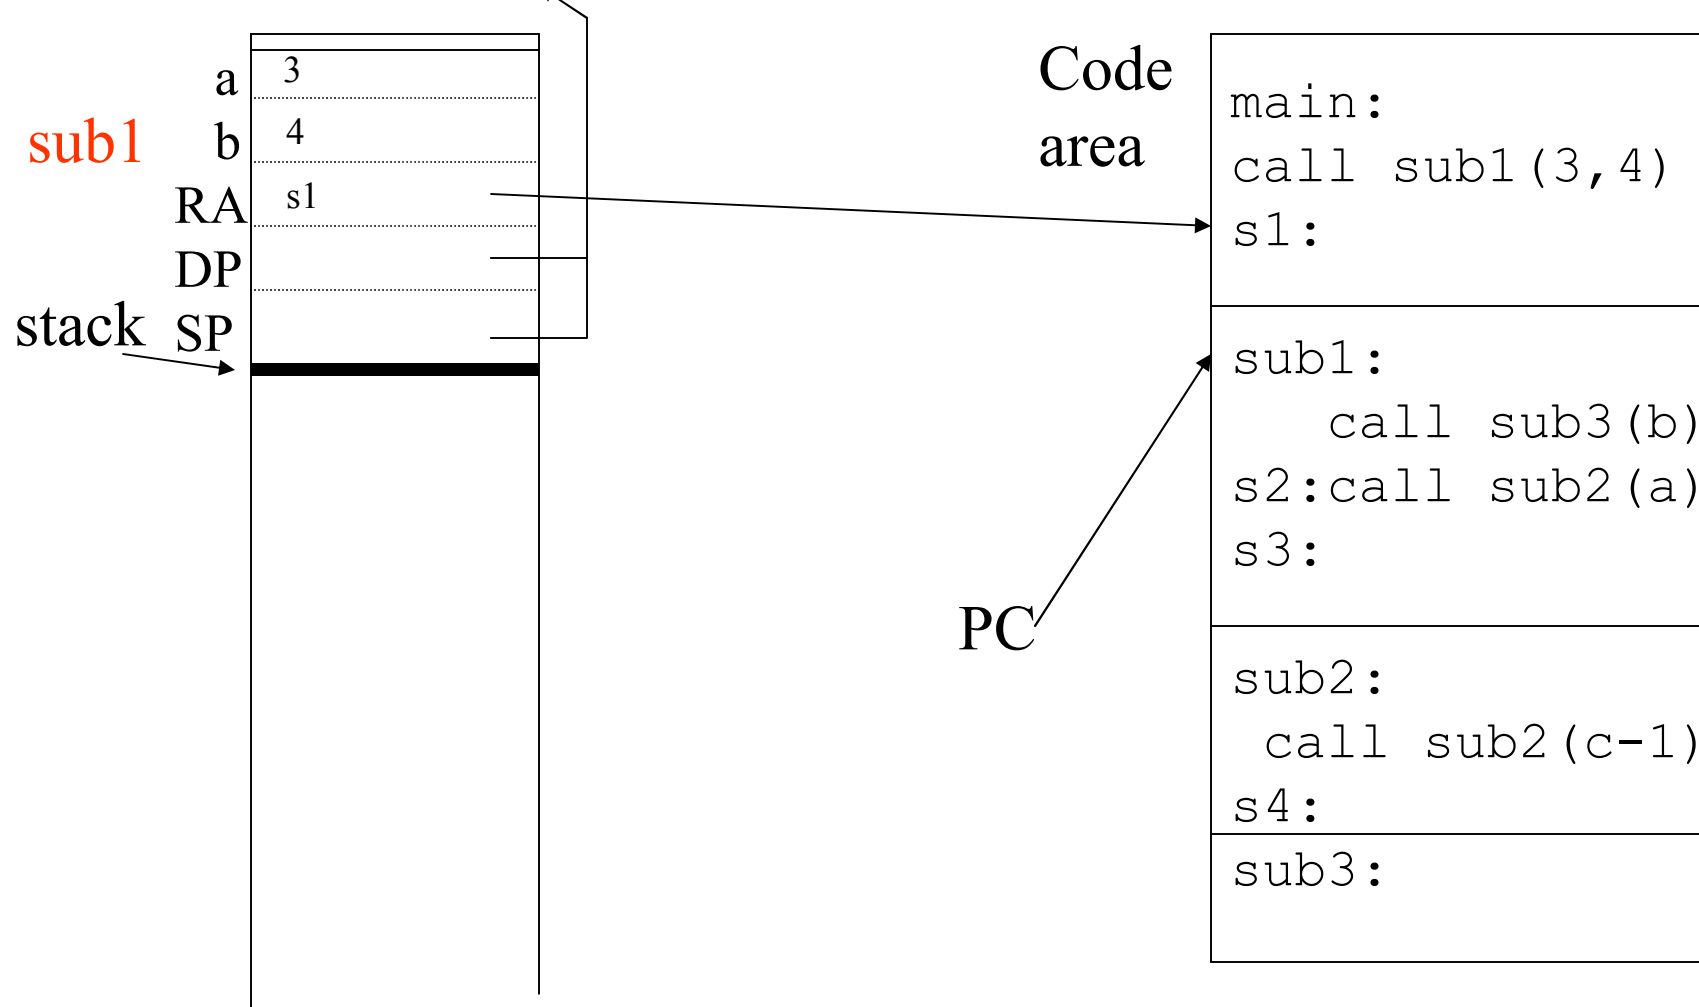 a 3
sub1 b 4
RA s1
DP
stack SP
Code
area
PC
main:
call sub1(3,4)
s1:
sub1:
call sub3(b)
s2:call sub2(a)
s3:
sub2:
call sub2(c-1)
s4:
sub3: